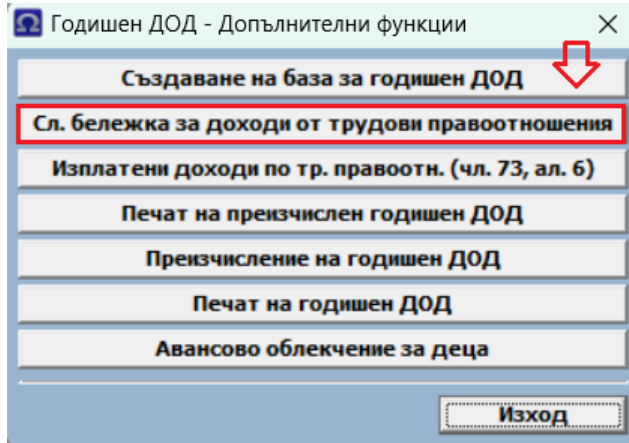 Годишен ДОД - Допълнителни функции
Създаване на база за годишен ДОД
Сл. бележка за доходи от трудови правоотношения
Изплатени доходи по тр. правоотн. (чл. 73, ал. 6)
Печат на преизчислен годишен ДОД
Преизчисление на годишен ДОД
Печат на годишен ДОД
Авансово облекчение за деца
Изход